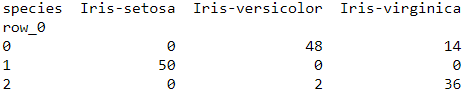 species  Iris-setosa  Iris-versicolor  Iris-virginica
row_0
0                  0               48              14
1                 50                0               0
2                  0                2              36